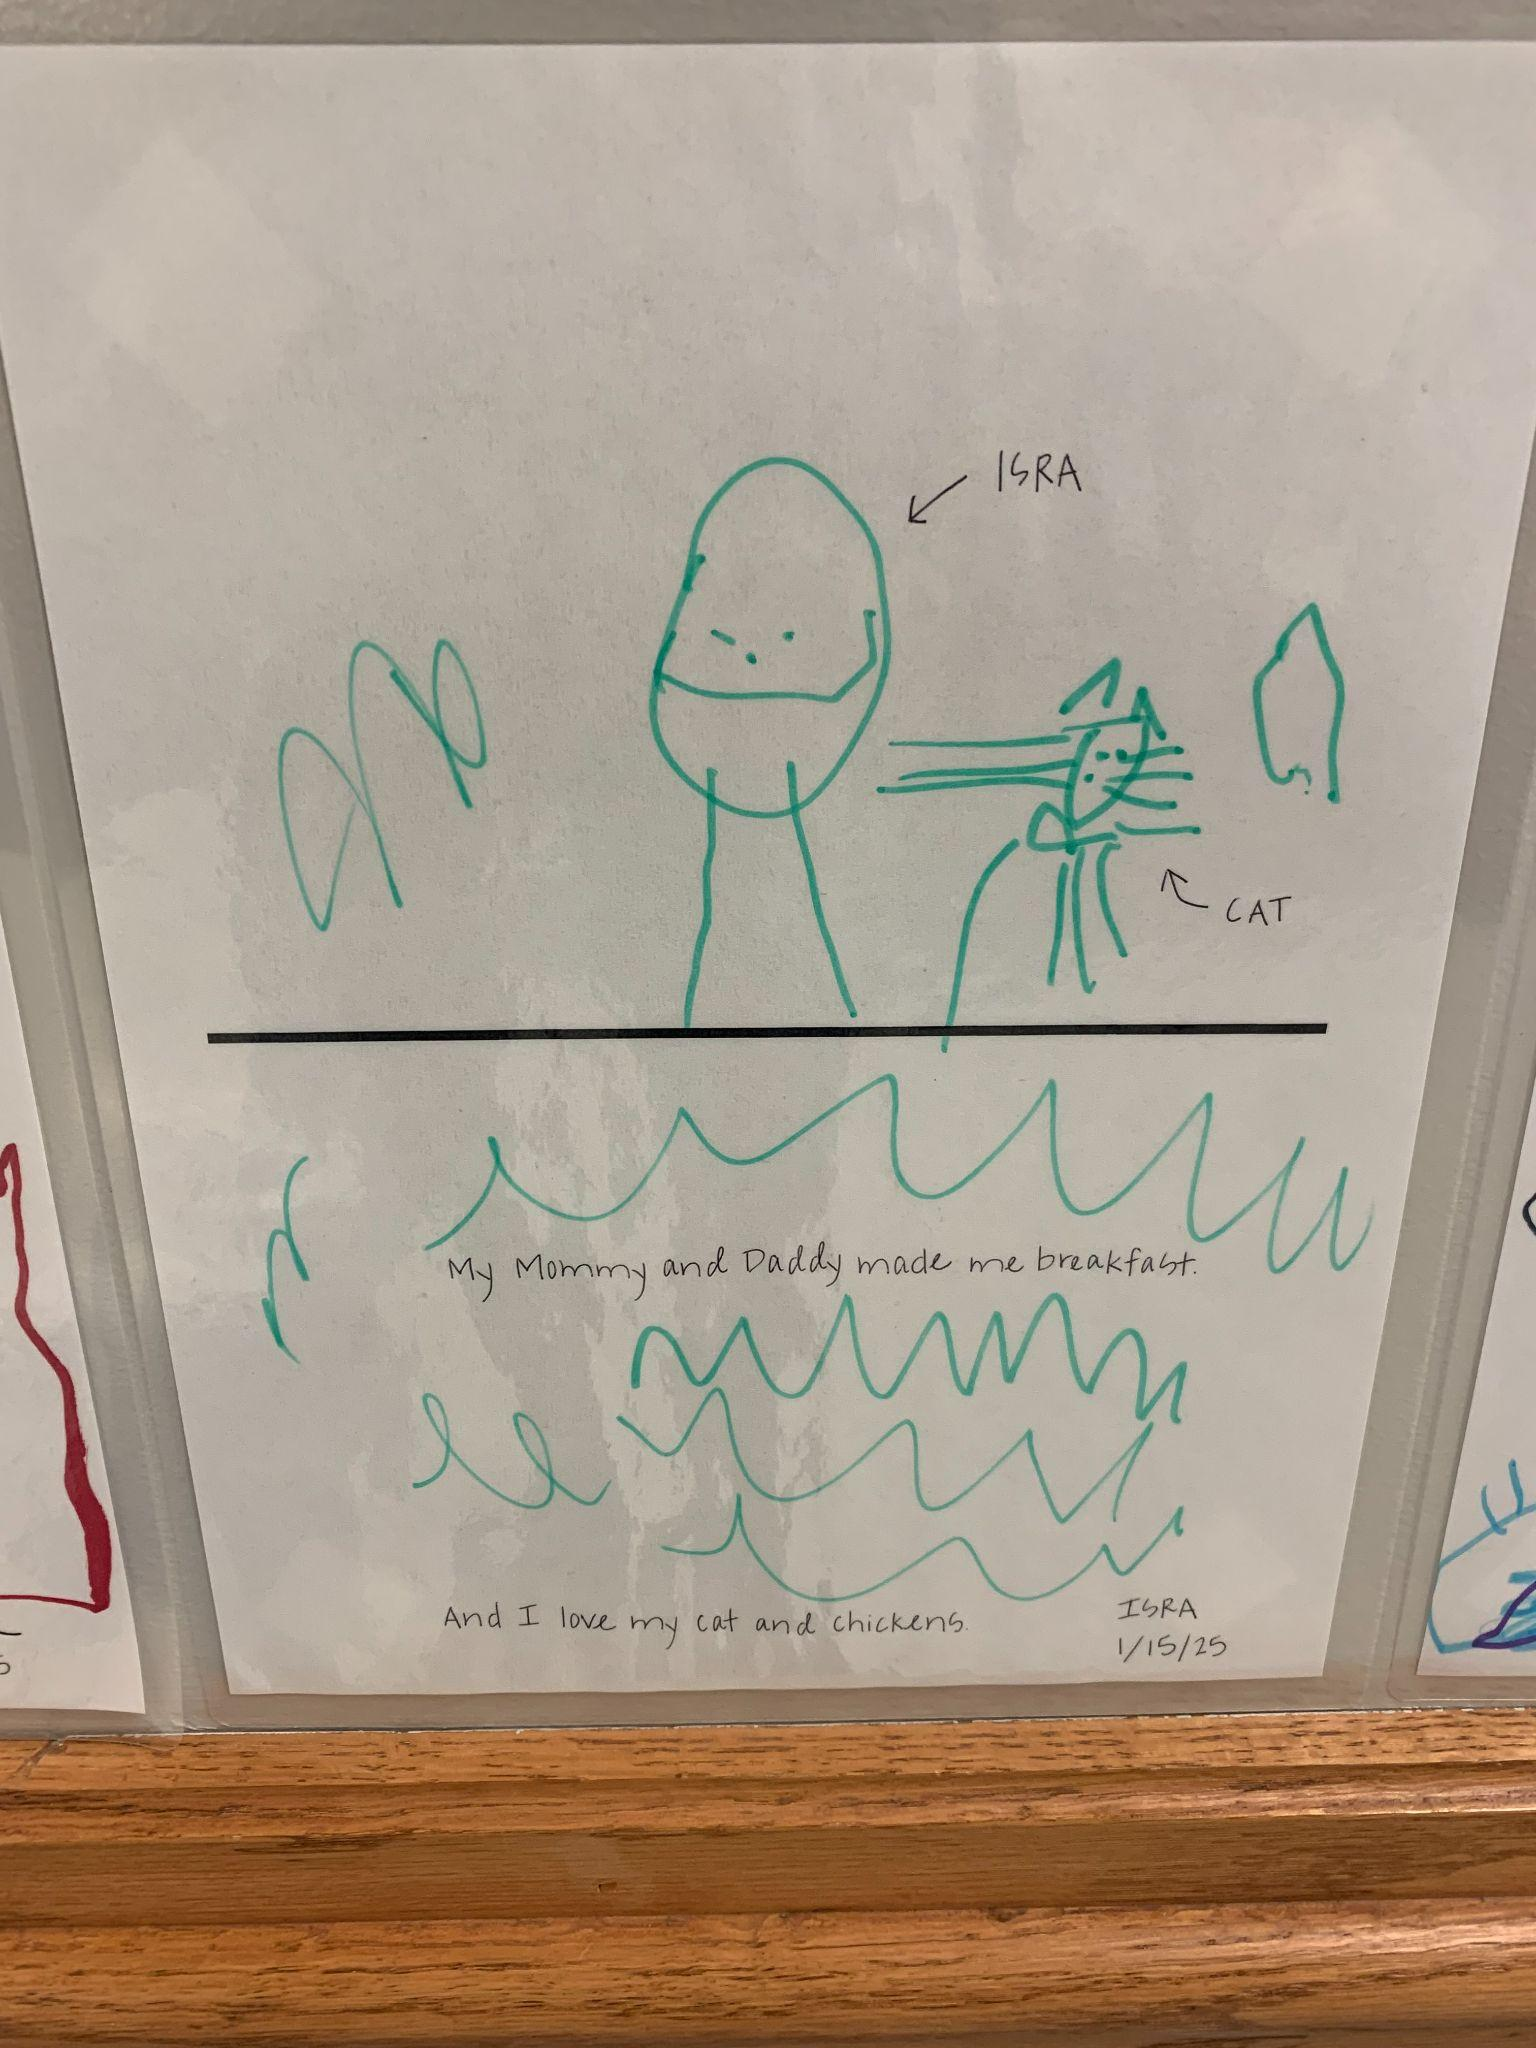 ISRA
CAT
My Mommy and Daddy made me breakfast.
And I love my cat and chickens.
ISRA
1/15/25